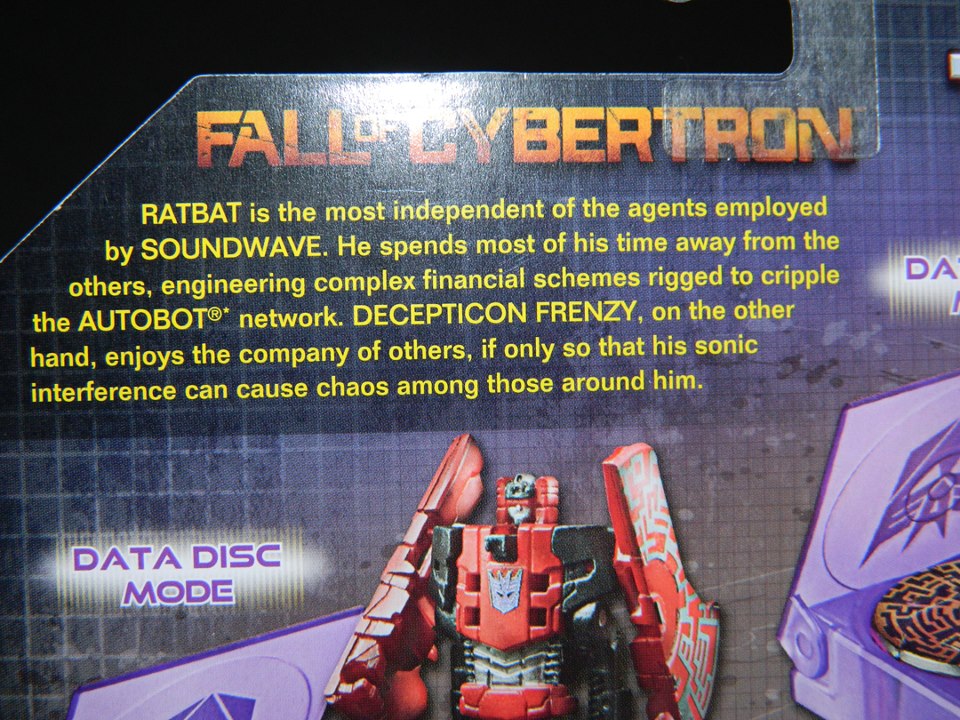 FALL OF CYBERTRON
RATBAT is the most independent of the agents employed
by SOUNDWAVE. He spends most of his time away from the
others, engineering complex financial schemes rigged to cripple
the AUTOBOT®* network. DECEPTICON FRENZY, on the other
hand, enjoys the company of others, if only so that his sonic
interference can cause chaos among those around him.
DATA DISC
MODE